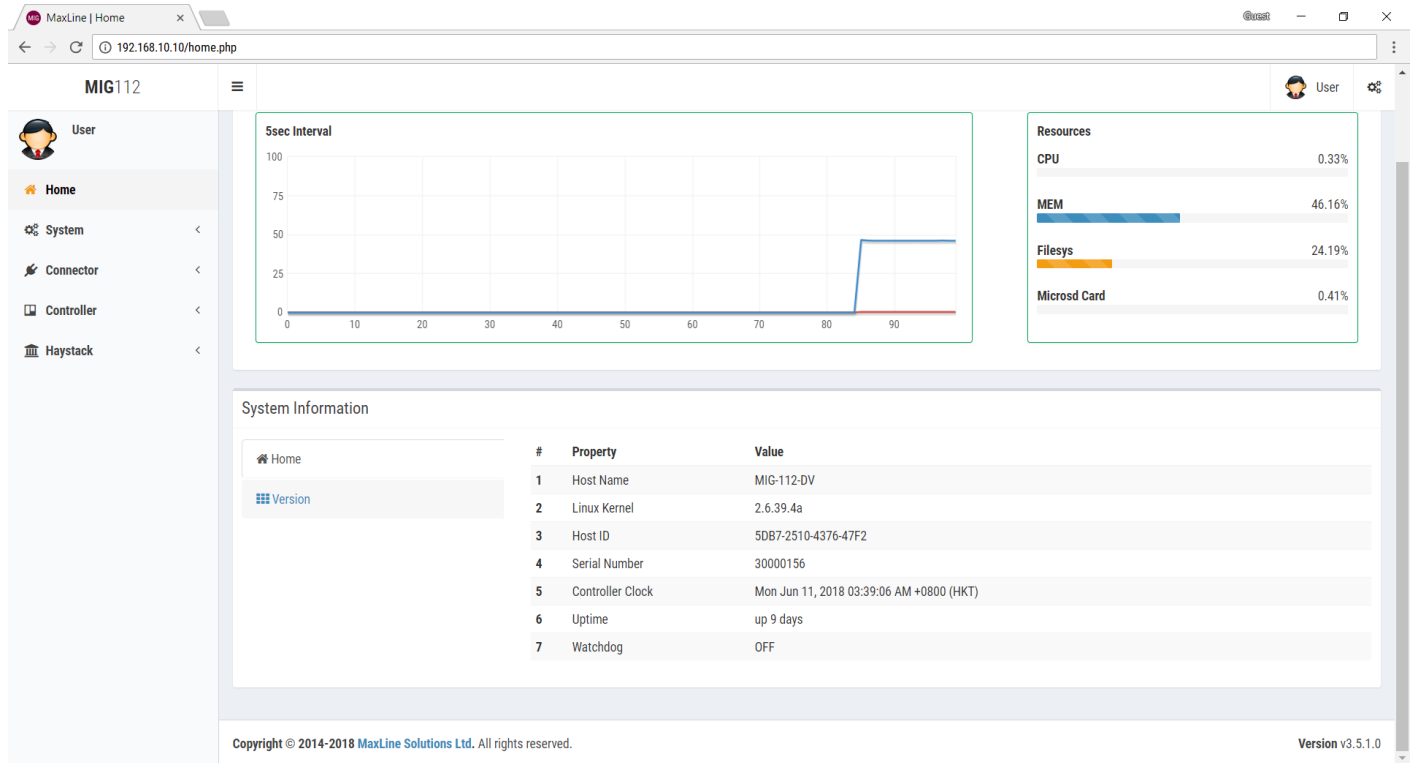 MIG MaxLine | Home
Guest
192.168.10.10/home.php
MIG112
User
User
Home
System
Connector
Controller
Haystack
5sec Interval
100
75
50
25
0
0 10 20 30 40 50 60 70 80 90
Resources
CPU 0.33%
MEM 46.16%
Filesys 24.19%
Microsd Card 0.41%
System Information
Home
Version
# Property Value
1 Host Name MIG-112-DV
2 Linux Kernel 2.6.39.4a
3 Host ID 5DB7-2510-4376-47F2
4 Serial Number 30000156
5 Controller Clock Mon Jun 11, 2018 03:39:06 AM +0800 (HKT)
6 Uptime up 9 days
7 Watchdog OFF
Copyright © 2014-2018 MaxLine Solutions Ltd. All rights reserved.
Version v3.5.1.0